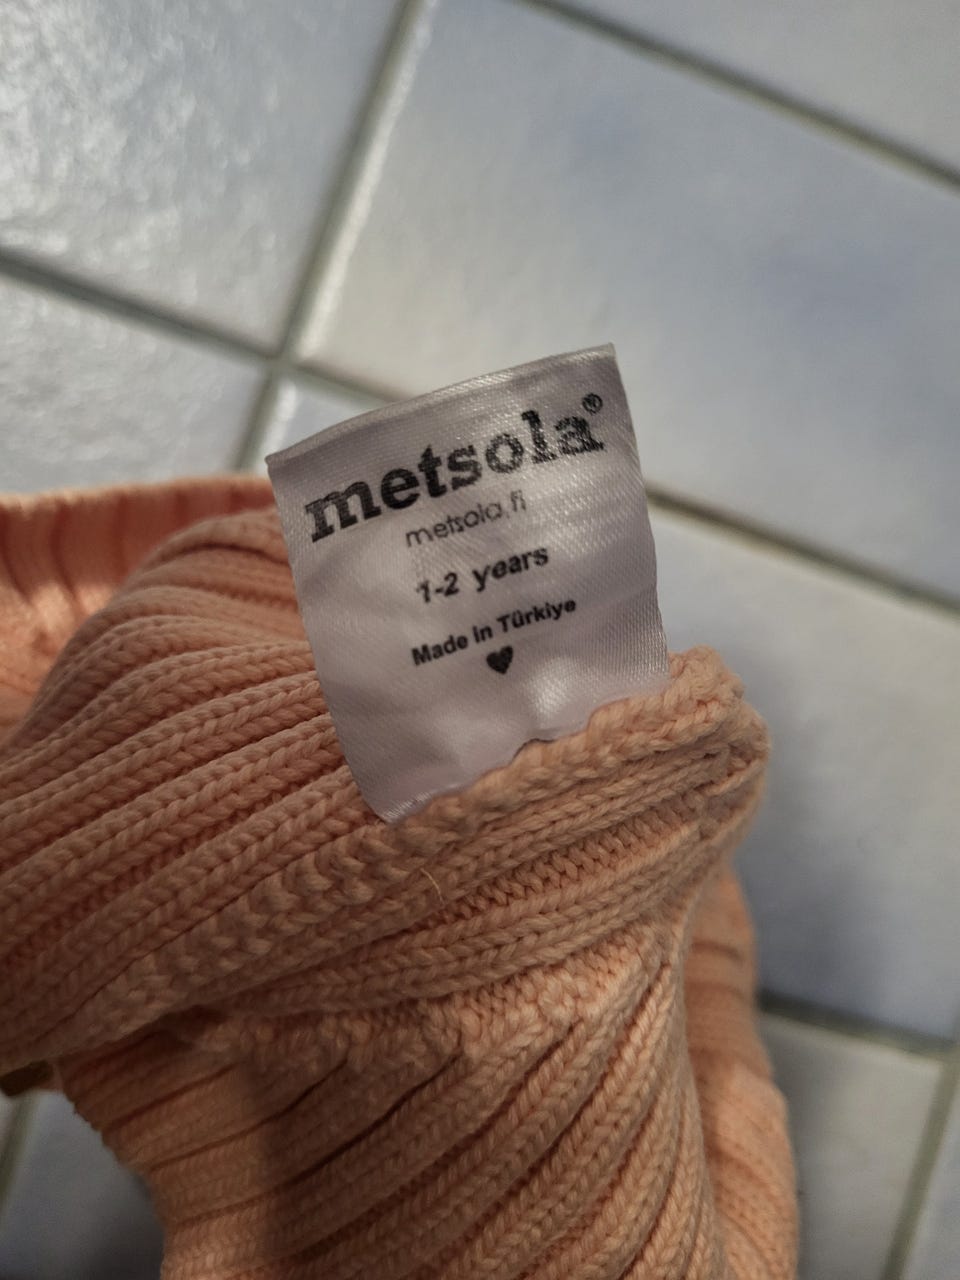 metsola®
metsola.fi
1-2 years
Made in Türkiye